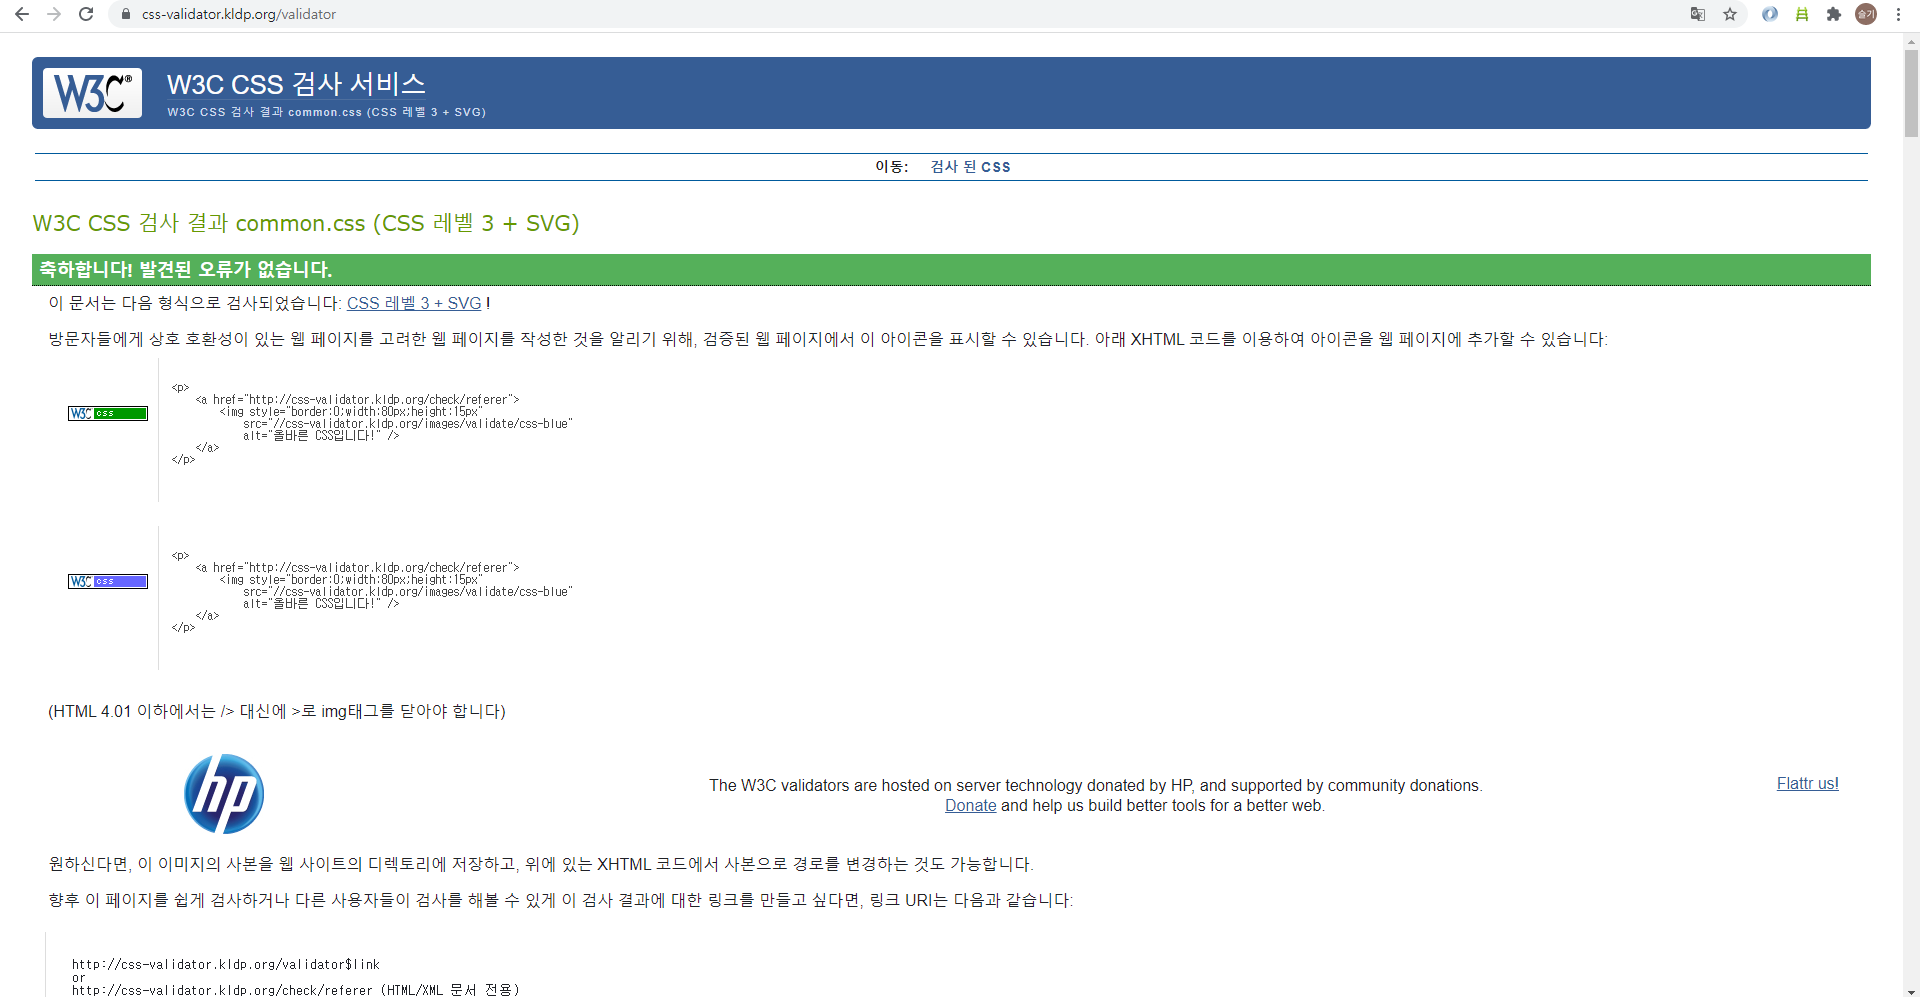 css-validator.kldp.org/validator
슬기
W3C®
W3C CSS 검사 서비스
W3C CSS 검사 결과 common.css (CSS 레벨 3 + SVG)
이동: 검사 된 CSS
W3C CSS 검사 결과 common.css (CSS 레벨 3 + SVG)
축하합니다! 발견된 오류가 없습니다.
이 문서는 다음 형식으로 검사되었습니다: CSS 레벨 3 + SVG !
방문자들에게 상호 호환성이 있는 웹 페이지를 고려한 웹 페이지를 작성한 것을 알리기 위해, 검증된 웹 페이지에서 이 아이콘을 표시할 수 있습니다. 아래 XHTML 코드를 이용하여 아이콘을 웹 페이지에 추가할 수 있습니다:
W3C css
<p>
<a href="http://css-validator.kldp.org/check/referer">
<img style="border:0;width:80px;height:15px"
src="//css-validator.kldp.org/images/validate/css-blue"
alt="올바른 CSS입니다!" />
</a>
</p>
W3C css
<p>
<a href="http://css-validator.kldp.org/check/referer">
<img style="border:0;width:80px;height:15px"
src="//css-validator.kldp.org/images/validate/css-blue"
alt="올바른 CSS입니다!" />
</a>
</p>
(HTML 4.01 이하에서는 /> 대신에 >로 img태그를 닫아야 합니다)
hp
The W3C validators are hosted on server technology donated by HP, and supported by community donations.
Donate and help us build better tools for a better web.
Flattr us!
원하신다면, 이 이미지의 사본을 웹 사이트의 디렉토리에 저장하고, 위에 있는 XHTML 코드에서 사본으로 경로를 변경하는 것도 가능합니다.
향후 이 페이지를 쉽게 검사하거나 다른 사용자들이 검사를 해볼 수 있게 이 검사 결과에 대한 링크를 만들고 싶다면, 링크 URI는 다음과 같습니다:
http://css-validator.kldp.org/validator$link
or
http://css-validator.kldp.org/check/referer (HTML/XML 문서 전용)